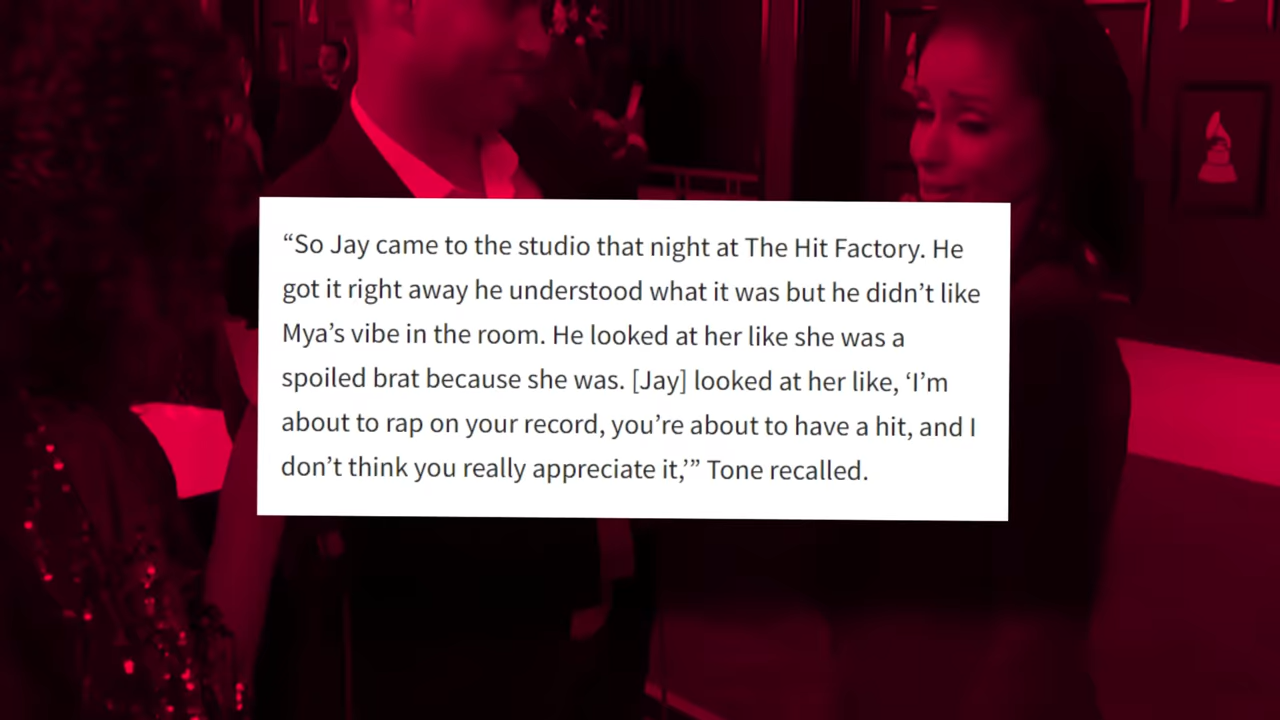 “So Jay came to the studio that night at The Hit Factory. He
got it right away he understood what it was but he didn’t like
Mya’s vibe in the room. He looked at her like she was a
spoiled brat because she was. [Jay] looked at her like, ‘I’m
about to rap on your record, you’re about to have a hit, and I
don’t think you really appreciate it,’” Tone recalled.